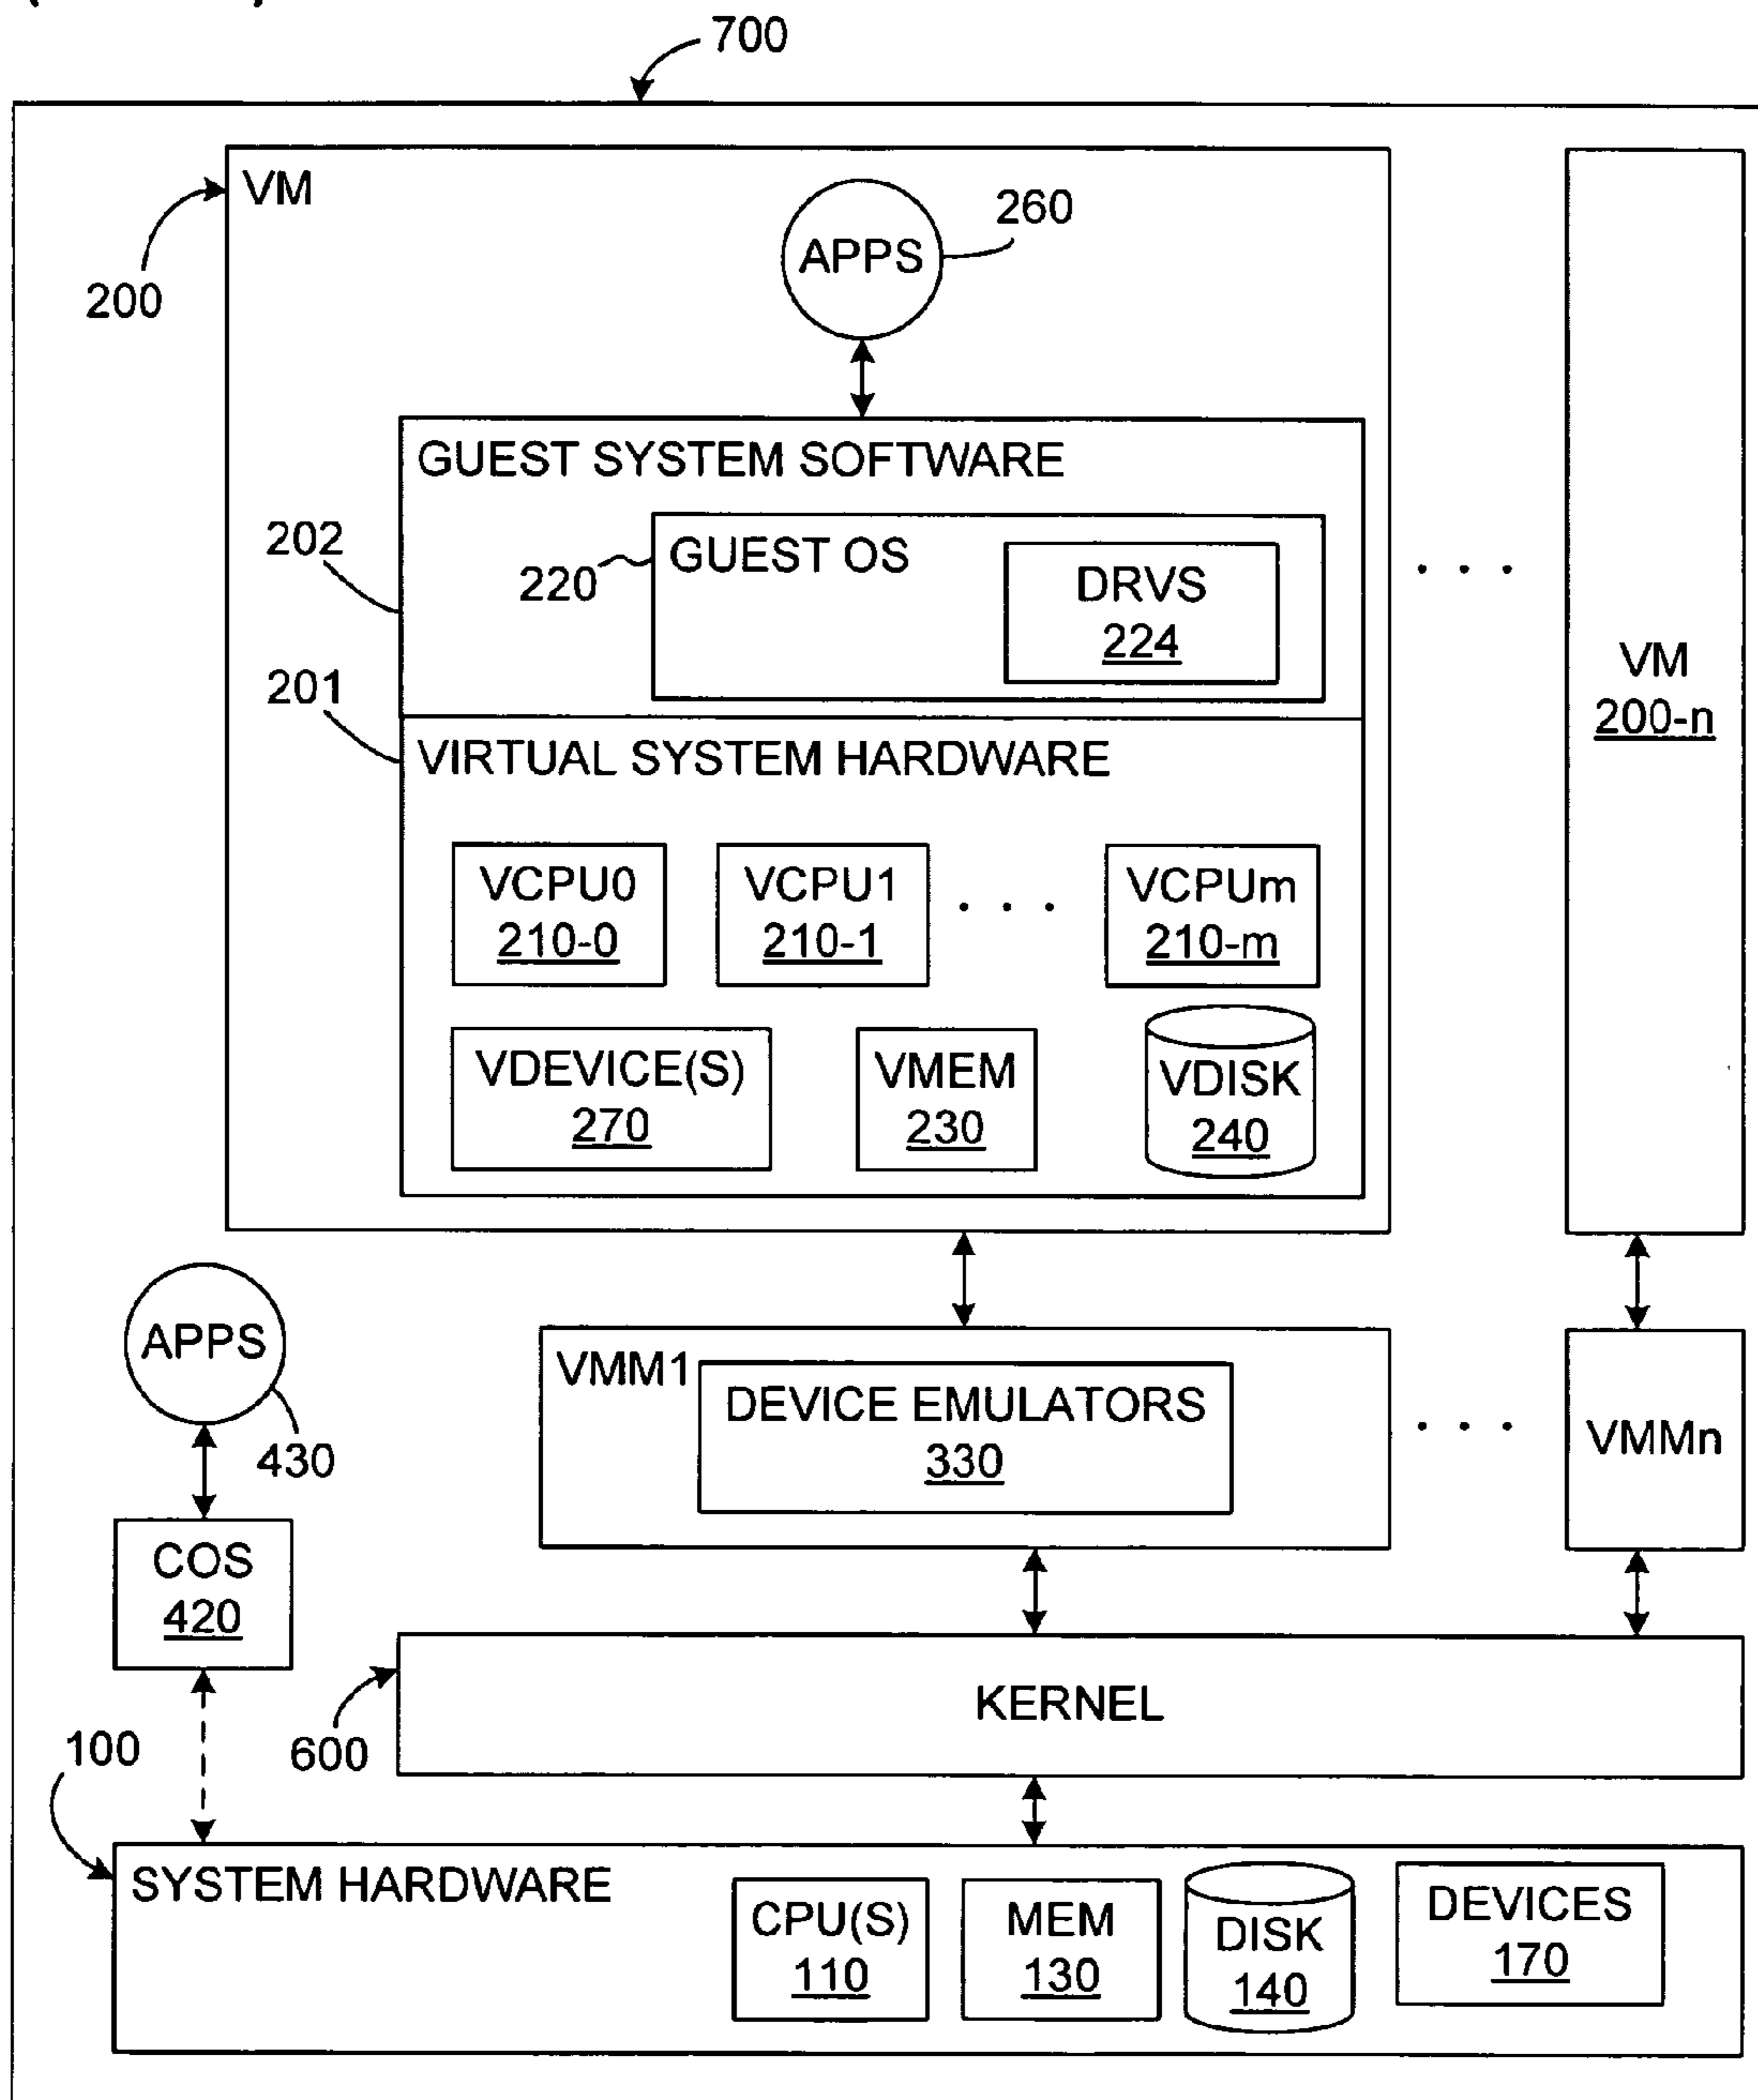 700
VM
200
APPS
260
GUEST SYSTEM SOFTWARE
202
GUEST OS
220
DRVS
224
201
VIRTUAL SYSTEM HARDWARE
VCPU0
210-0
VCPU1
210-1
. . .
VCPUm
210-m
VDEVICE(S)
270
VMEM
230
VDISK
240
. . .
VM
200-n
APPS
430
VMM1
DEVICE EMULATORS
330
. . .
VMMn
COS
420
KERNEL
600
100
SYSTEM HARDWARE
CPU(S)
110
MEM
130
DISK
140
DEVICES
170